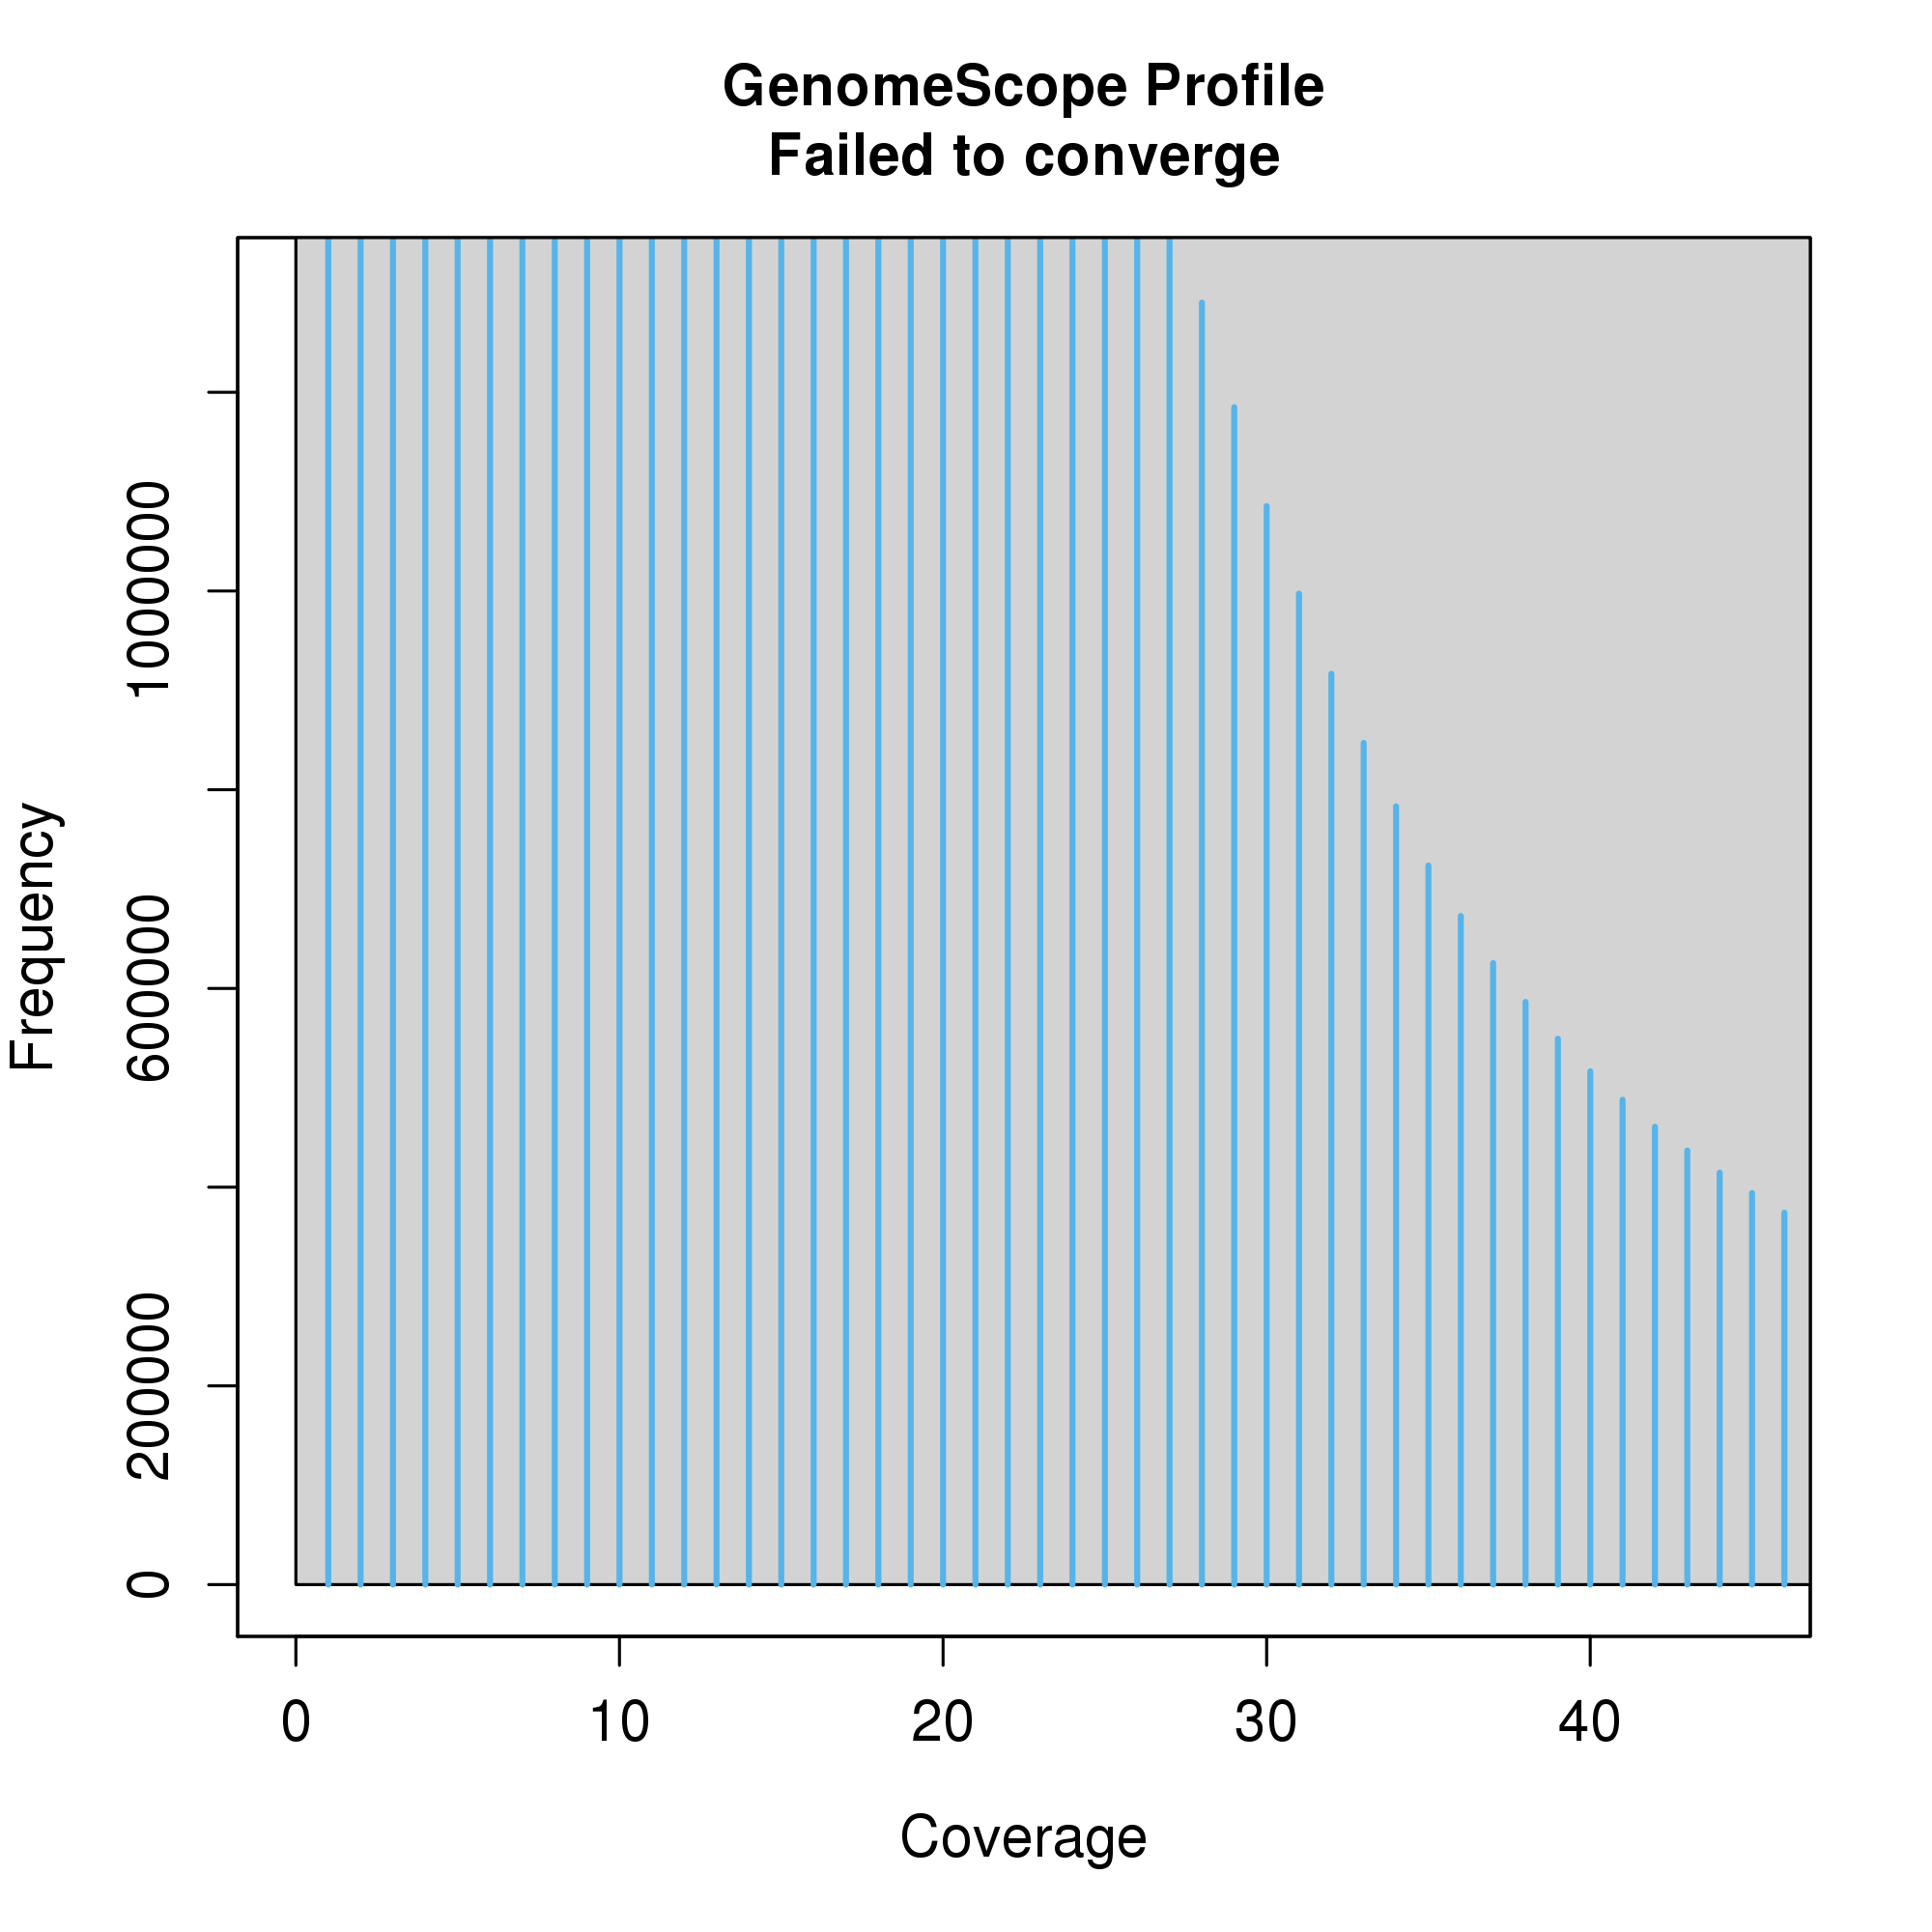 GenomeScope Profile
Failed to converge
Frequency
1000000
600000
200000
0
0 10 20 30 40
Coverage